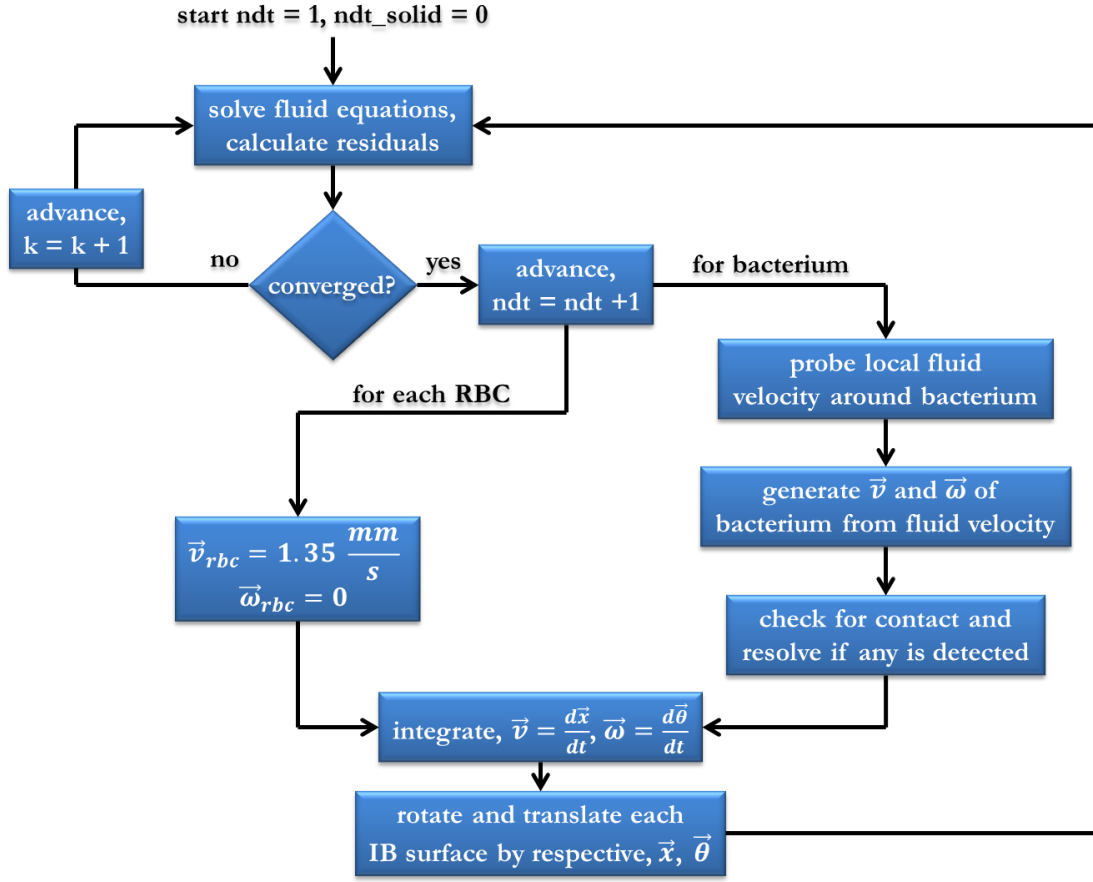 start ndt = 1, ndt_solid = 0
solve fluid equations,
calculate residuals
advance,
k = k + 1
no
converged?
yes
advance,
ndt = ndt +1
for bacterium
probe local fluid
velocity around bacterium
for each RBC
generate v⃗ and ω⃗ of
bacterium from fluid velocity
v⃗_rbc = 1.35 mm/s
ω⃗_rbc = 0
check for contact and
resolve if any is detected
integrate, v⃗ = dx⃗/dt, ω⃗ = dθ⃗/dt
rotate and translate each
IB surface by respective, x⃗, θ⃗